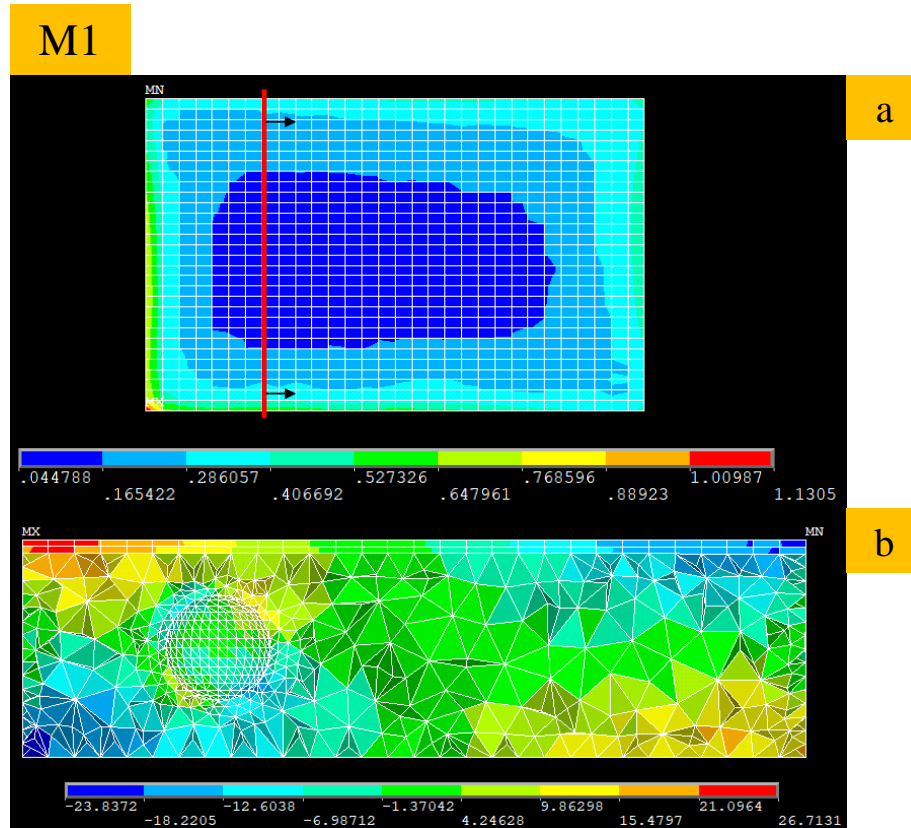 M1
MN
a
.044788 .286057 .527326 .768596 1.00987
.165422 .406692 .647961 .88923 1.1305
MX MN
b
-23.8372 -12.6038 -1.37042 9.86298 21.0964
-18.2205 -6.98712 4.24628 15.4797 26.7131